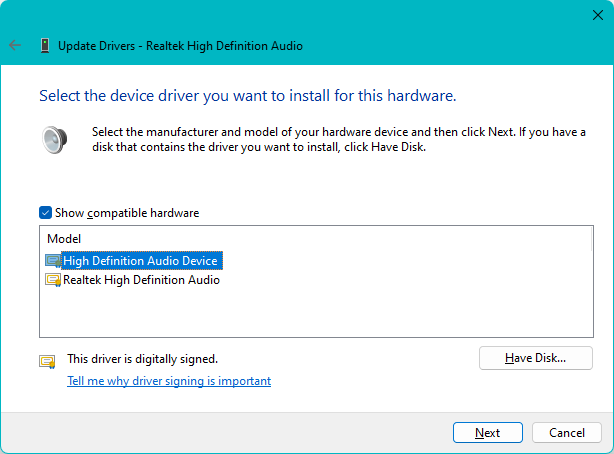 Update Drivers - Realtek High Definition Audio
Select the device driver you want to install for this hardware.
Select the manufacturer and model of your hardware device and then click Next. If you have a
disk that contains the driver you want to install, click Have Disk.
Show compatible hardware
Model
High Definition Audio Device
Realtek High Definition Audio
This driver is digitally signed.
Have Disk...
Tell me why driver signing is important
Next
Cancel